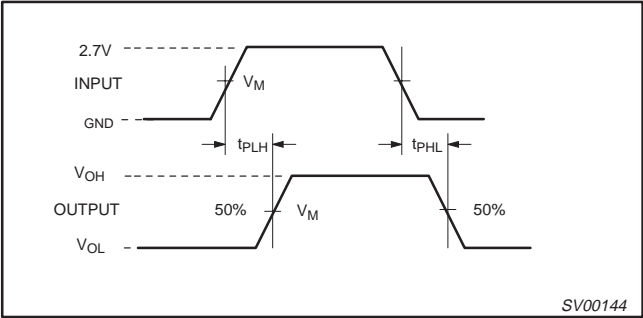 2.7V
INPUT
VM
GND
tPLH
tPHL
VOH
OUTPUT
50%
VM
50%
VOL
SV00144